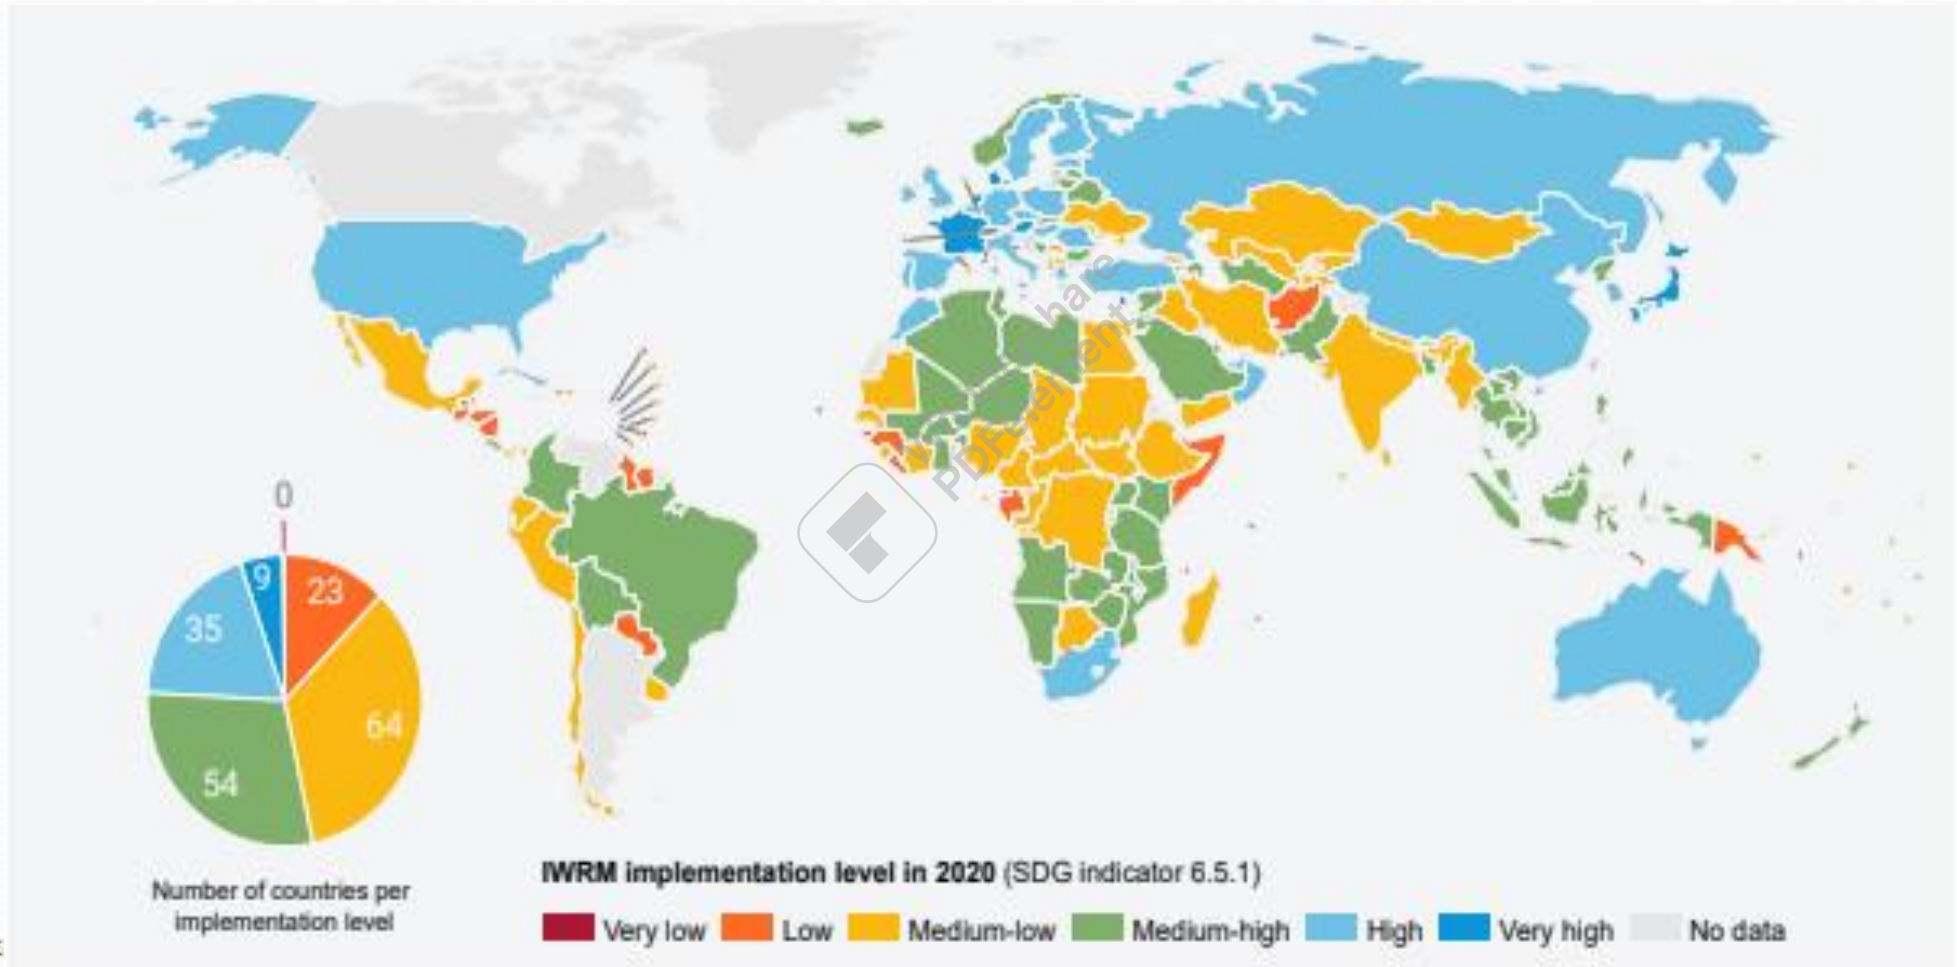 0
9
23
35
64
54
Number of countries per
implementation level
IWRM implementation level in 2020 (SDG indicator 6.5.1)
Very low Low Medium-low Medium-high High Very high No data